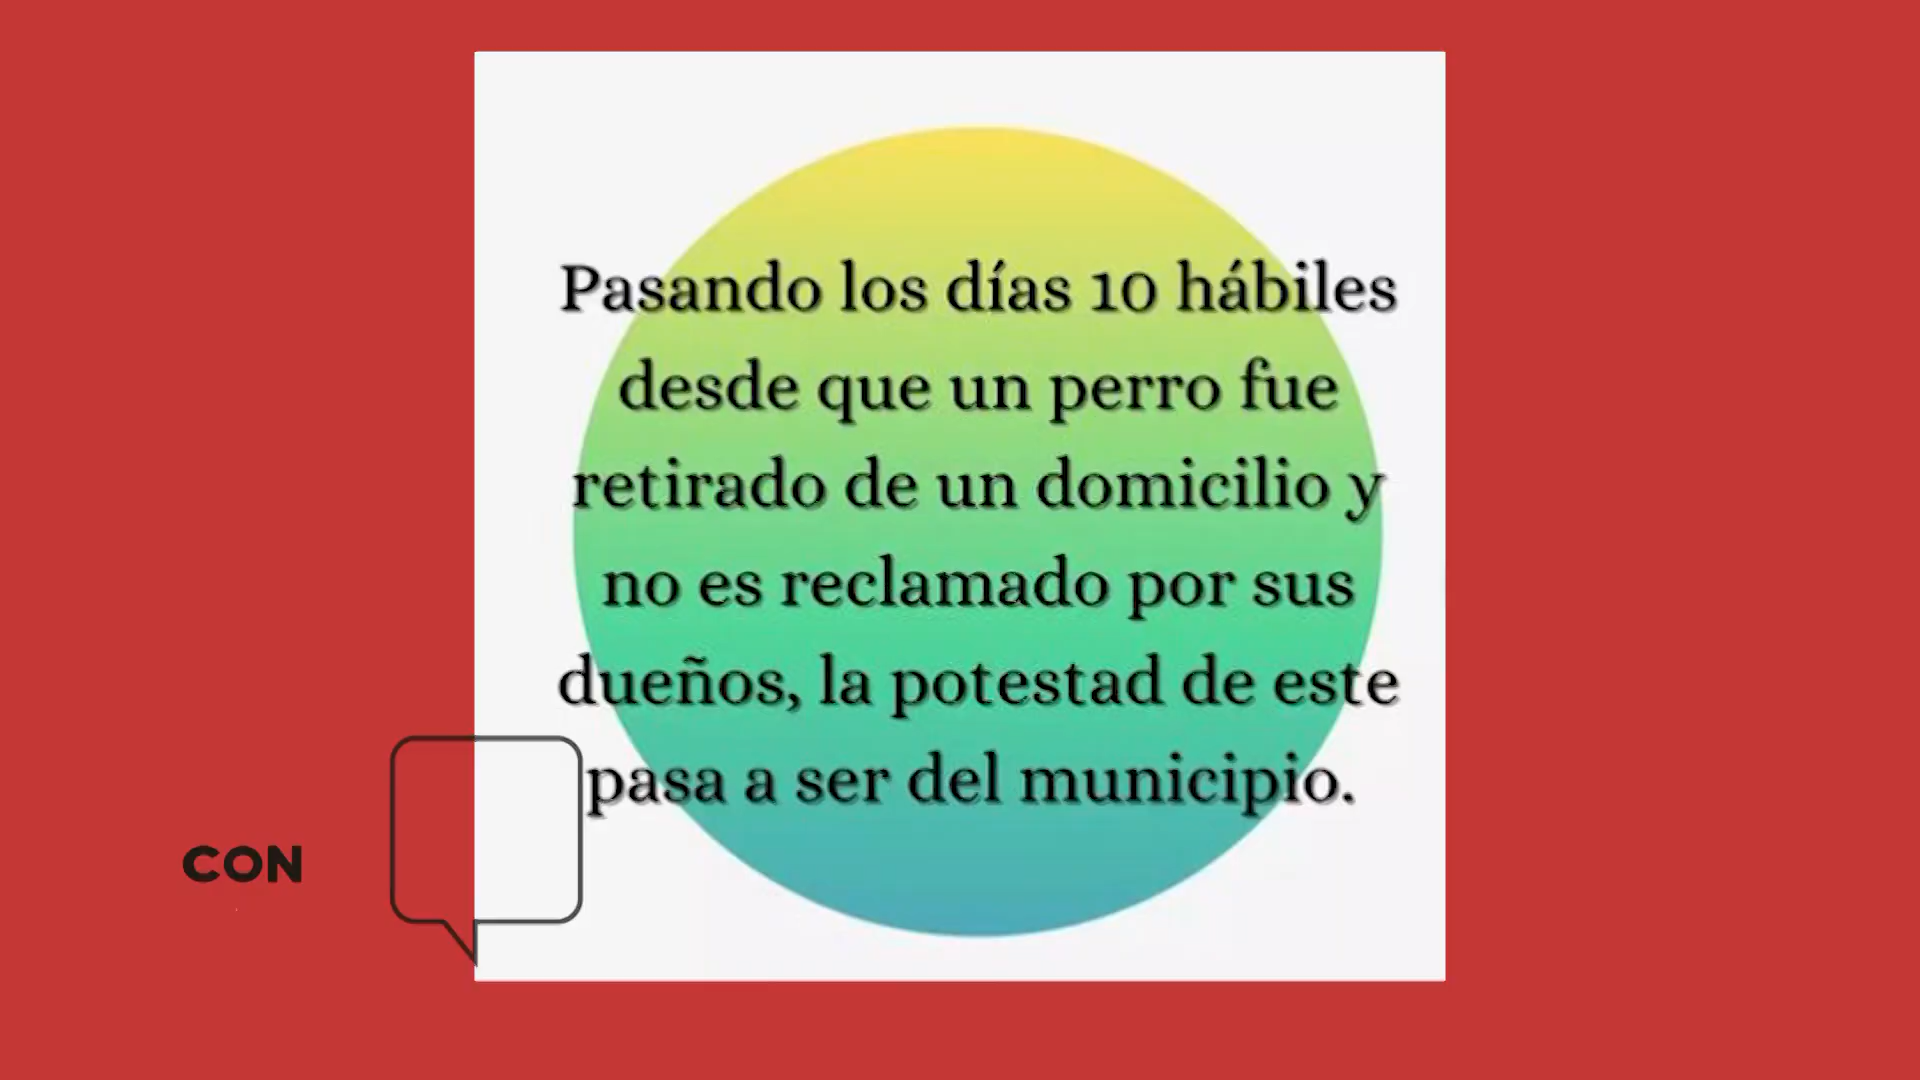 Pasando los días 10 hábiles
desde que un perro fue
retirado de un domicilio y
no es reclamado por sus
dueños, la potestad de este
pasa a ser del municipio.
CON